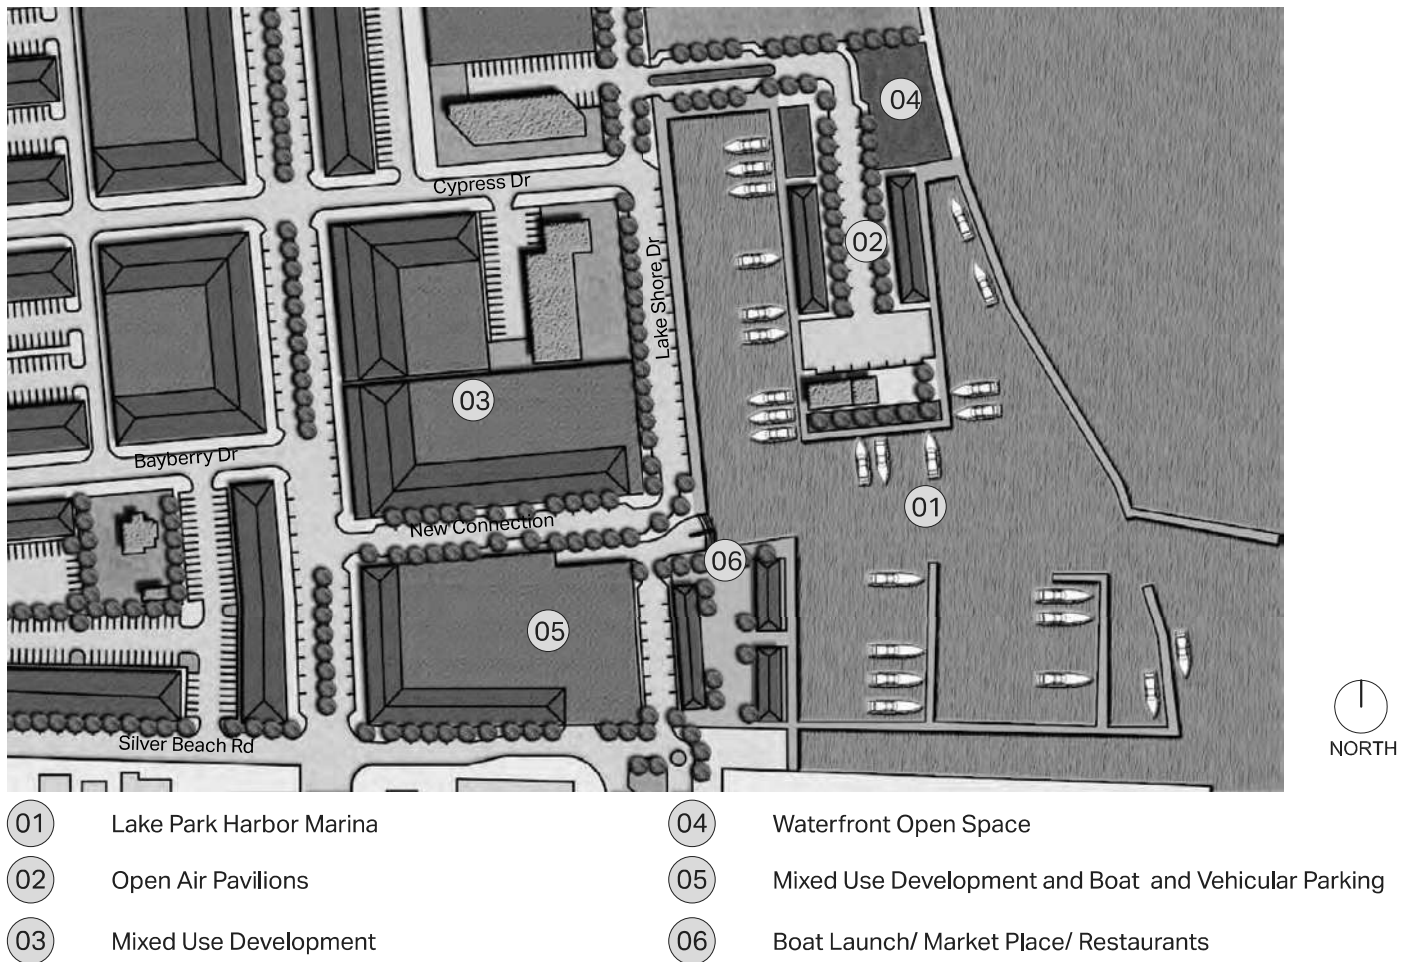 04
Cypress Dr
02
Lake Shore Dr
03
Bayberry Dr
01
New Connection
06
05
Silver Beach Rd
NORTH
01 Lake Park Harbor Marina
02 Open Air Pavilions
03 Mixed Use Development
04 Waterfront Open Space
05 Mixed Use Development and Boat and Vehicular Parking
06 Boat Launch/ Market Place/ Restaurants